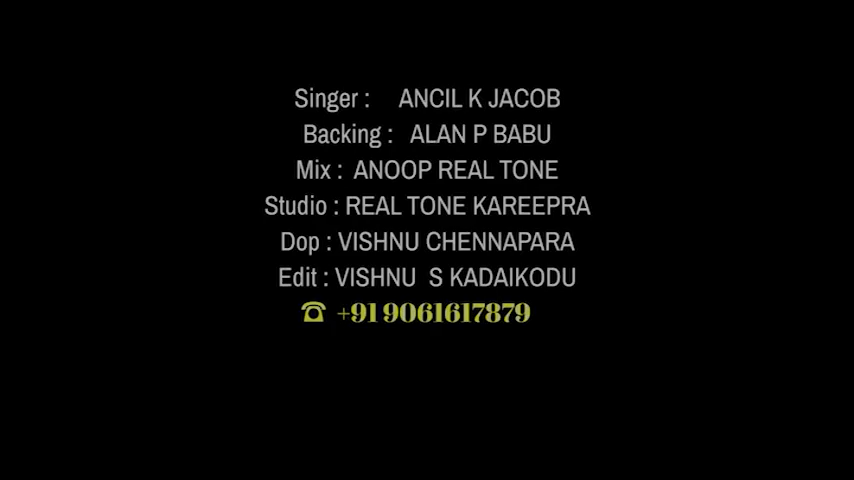 Singer : ANCIL K JACOB
Backing : ALAN P BABU
Mix : ANOOP REAL TONE
Studio : REAL TONE KAREEPRA
Dop : VISHNU CHENNAPARA
Edit : VISHNU S KADAIKODU
☎ +91 9061617879